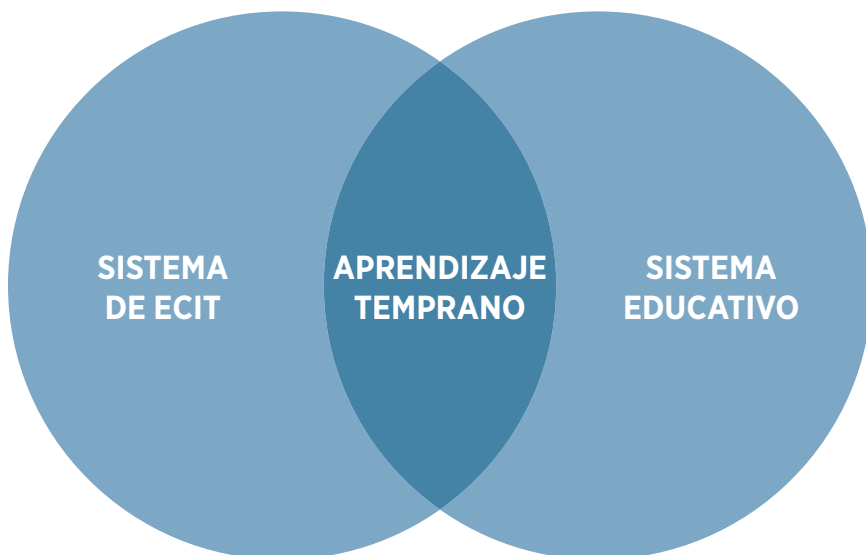 SISTEMA
DE ECIT
APRENDIZAJE
TEMPRANO
SISTEMA
EDUCATIVO